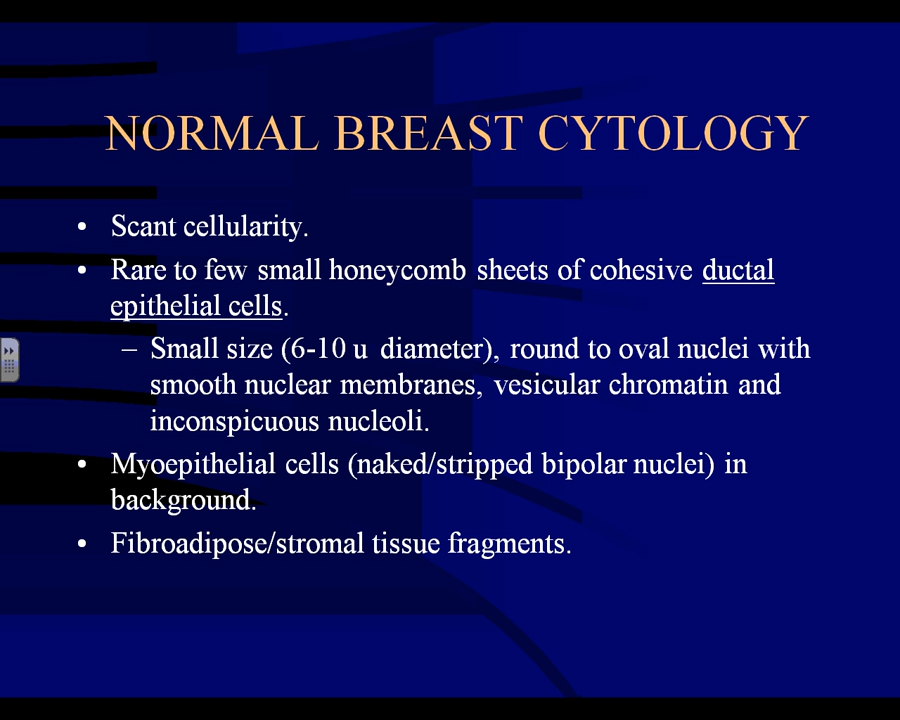 NORMAL BREAST CYTOLOGY
• Scant cellularity.
• Rare to few small honeycomb sheets of cohesive ductal
epithelial cells.
– Small size (6-10 u diameter), round to oval nuclei with
smooth nuclear membranes, vesicular chromatin and
inconspicuous nucleoli.
• Myoepithelial cells (naked/stripped bipolar nuclei) in
background.
• Fibroadipose/stromal tissue fragments.